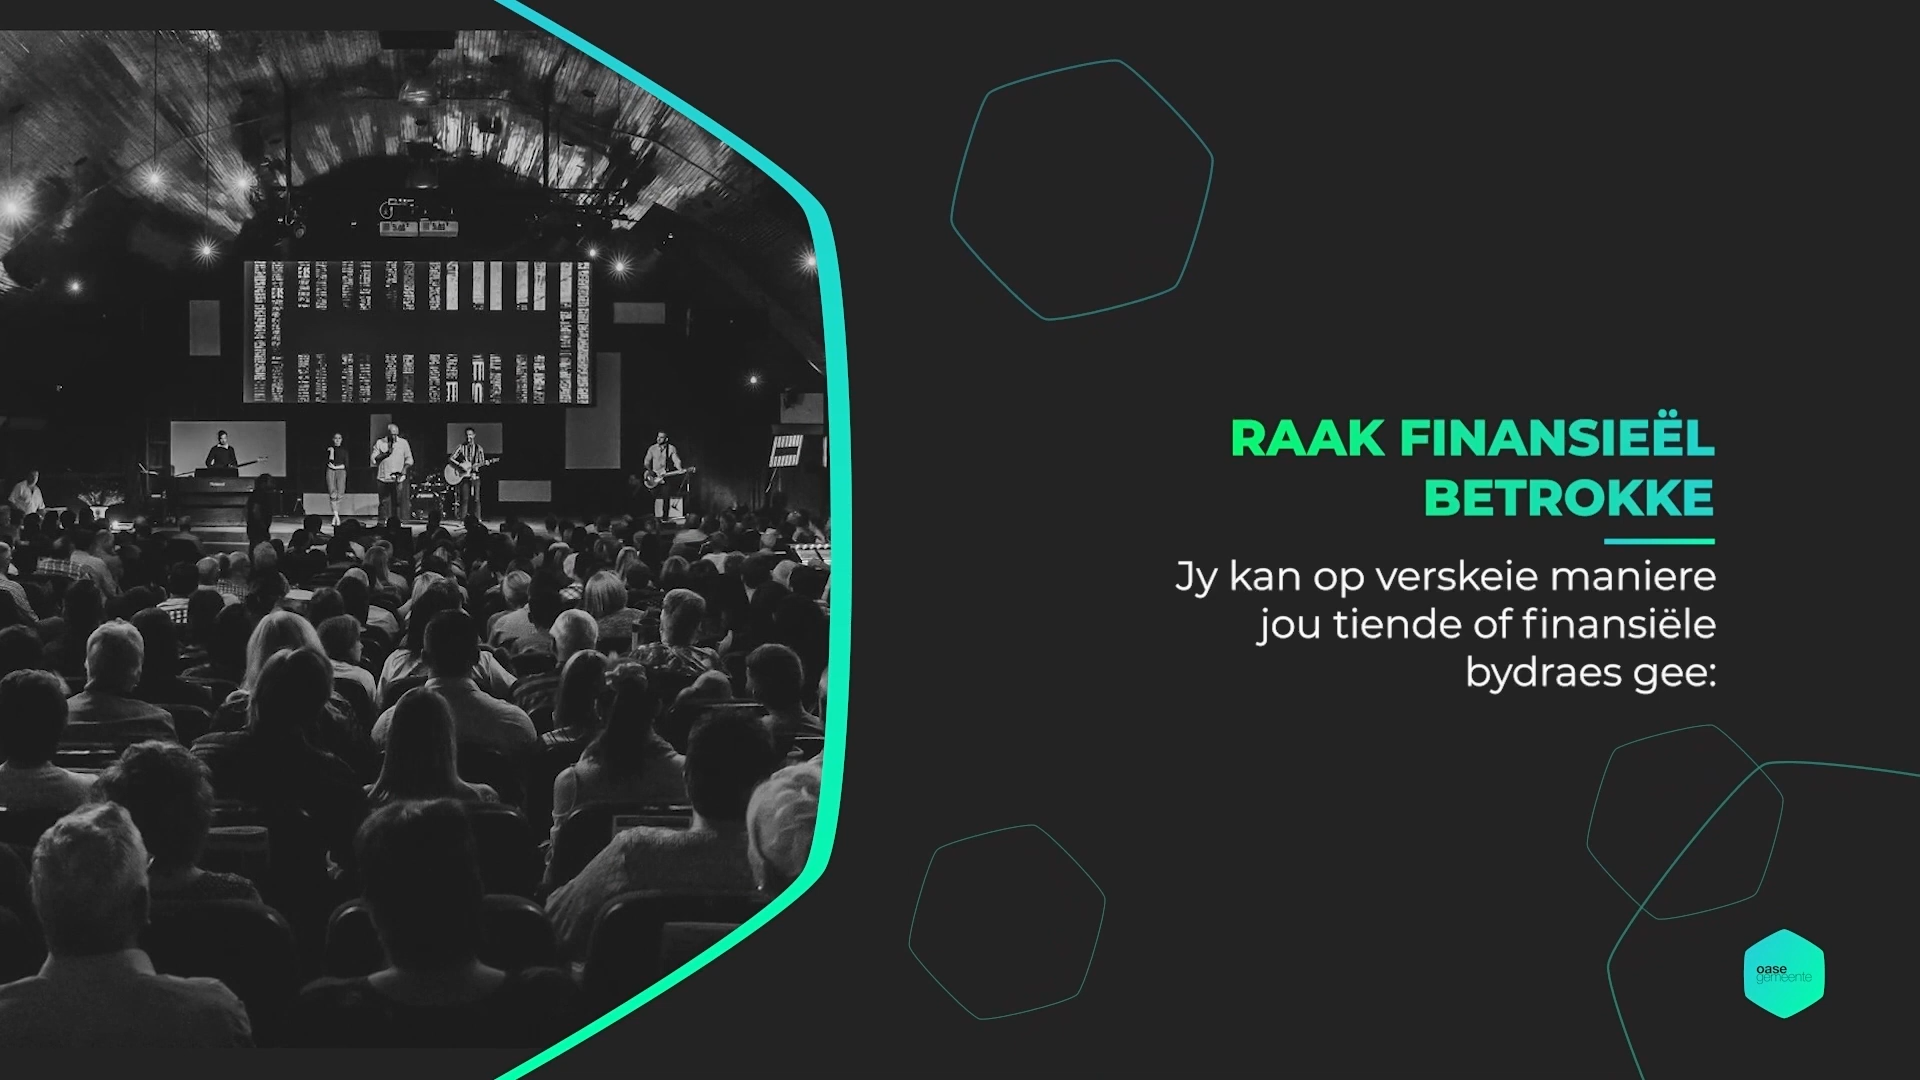 RAAK FINANSIEËL
BETROKKE
Jy kan op verskeie maniere
jou tiende of finansiële
bydraes gee:
oase
gemeente